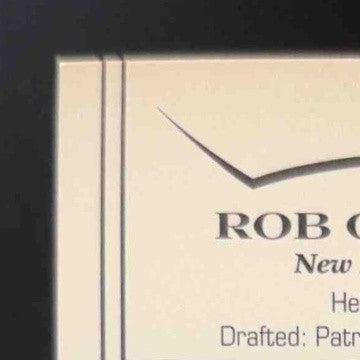 ROB
New
He
Drafted: Patr